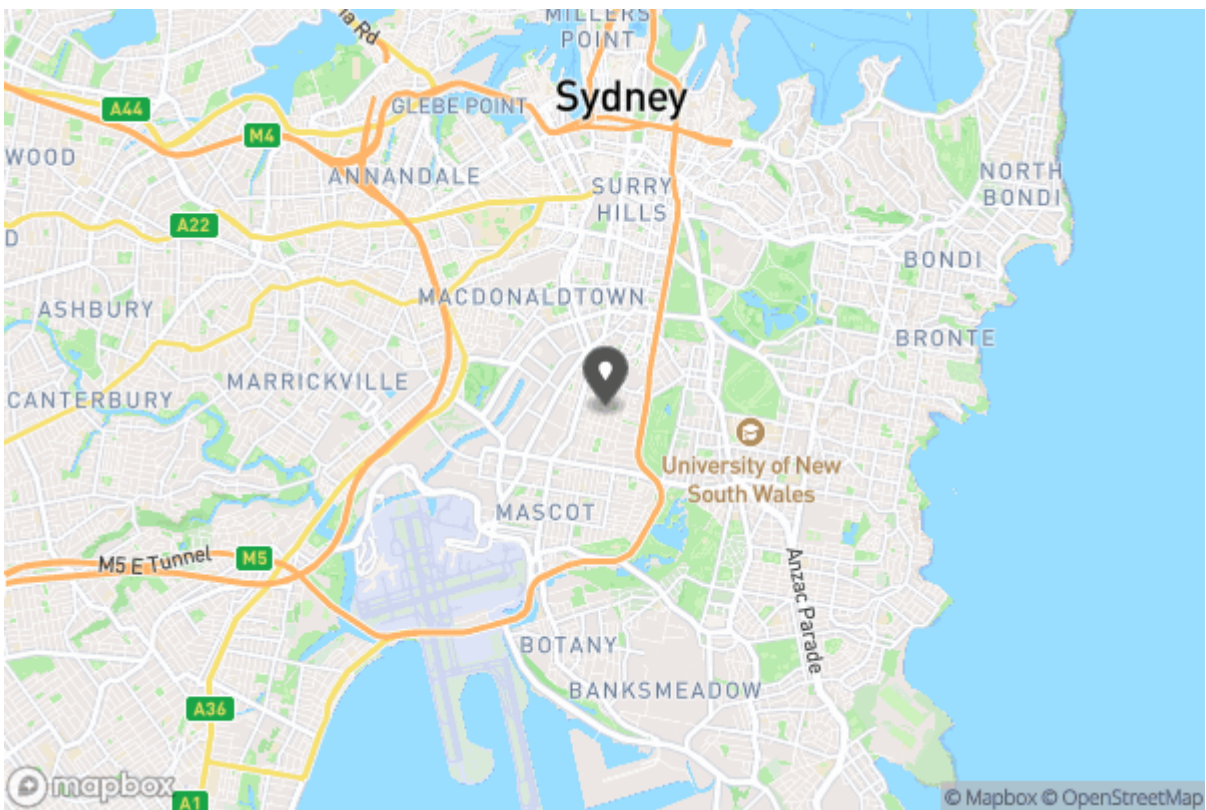 MILLERS
POINT
na Rd
Sydney
A44
GLEBE POINT
M4
WOOD
ANNANDALE
NORTH
BONDI
SURRY
HILLS
A22
D
BONDI
MACDONALDTOWN
ASHBURY
BRONTE
MARRICKVILLE
CANTERBURY
University of New
South Wales
MASCOT
M5 E Tunnel
M5
Anzac Parade
BOTANY
BANKSMEADOW
A36
mapbox
A1
© Mapbox © OpenStreetMap